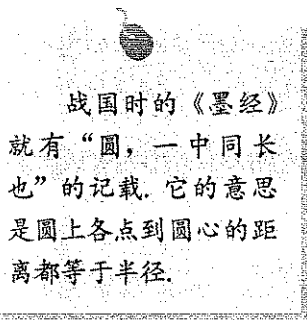 战国时的《墨经》
就有“圆，一中同长
也”的记载. 它的意思
是圆上各点到圆心的距
离都等于半径.